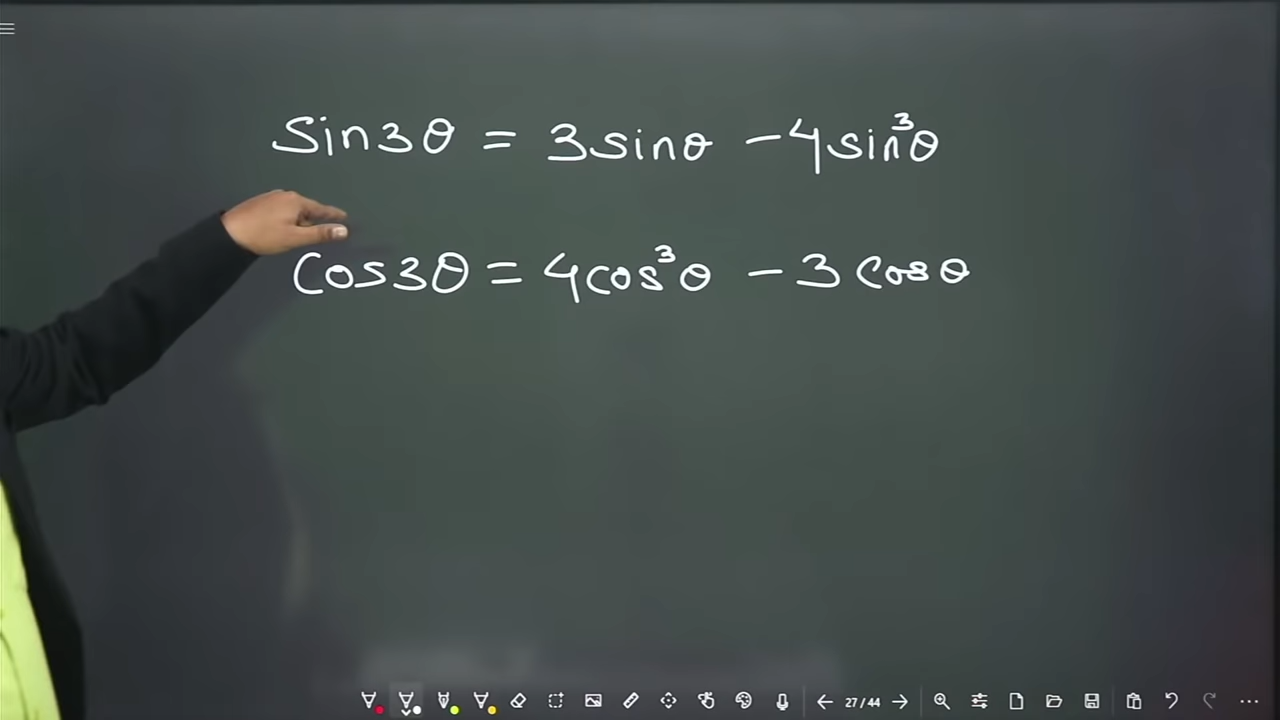 sin3θ = 3sinθ - 4sin³θ
cos3θ = 4cos³θ - 3cosθ
27/44